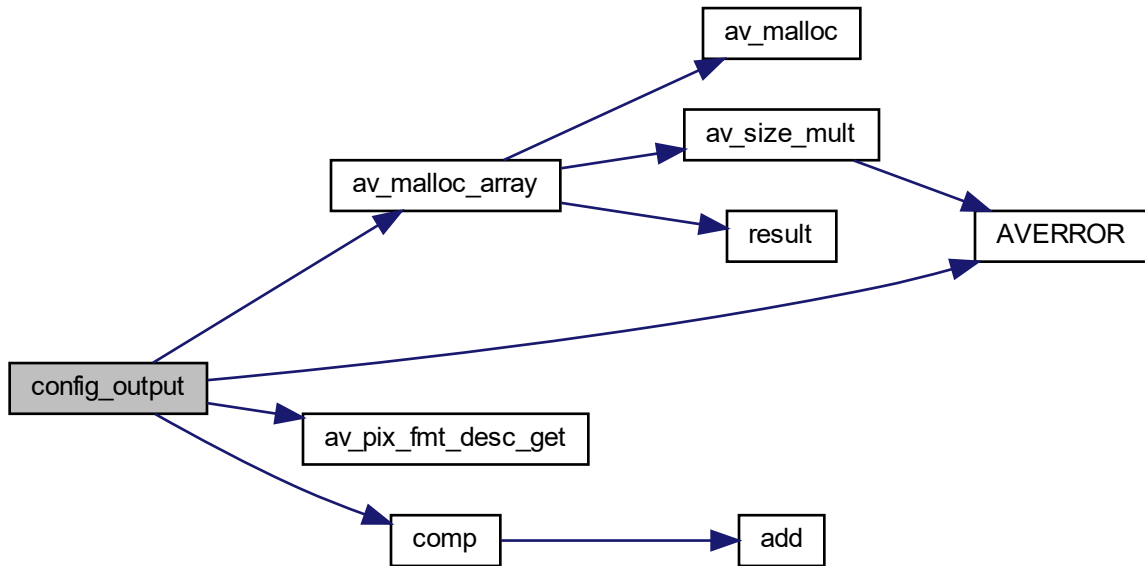 av_malloc
av_size_mult
av_malloc_array
result
AVERROR
config_output
av_pix_fmt_desc_get
comp
add